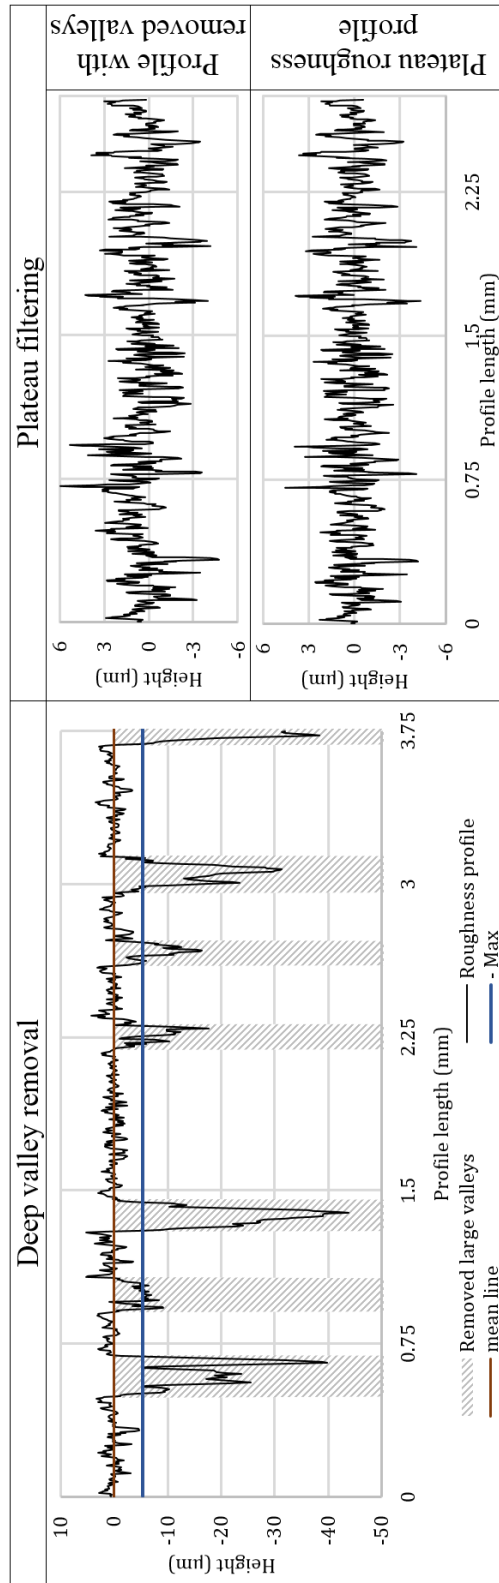 Deep valley removal
10
0
-10
-20
-30
-40
-50
Height (µm)
0
0.75
1.5
2.25
3
3.75
Profile length (mm)
Removed large valleys
Roughness profile
mean line
- Max
Plateau filtering
6
3
0
-3
-6
Height (µm)
Profile with
removed valleys
6
3
0
-3
-6
Height (µm)
0
0.75
1.5
2.25
Profile length (mm)
Plateau roughness
profile